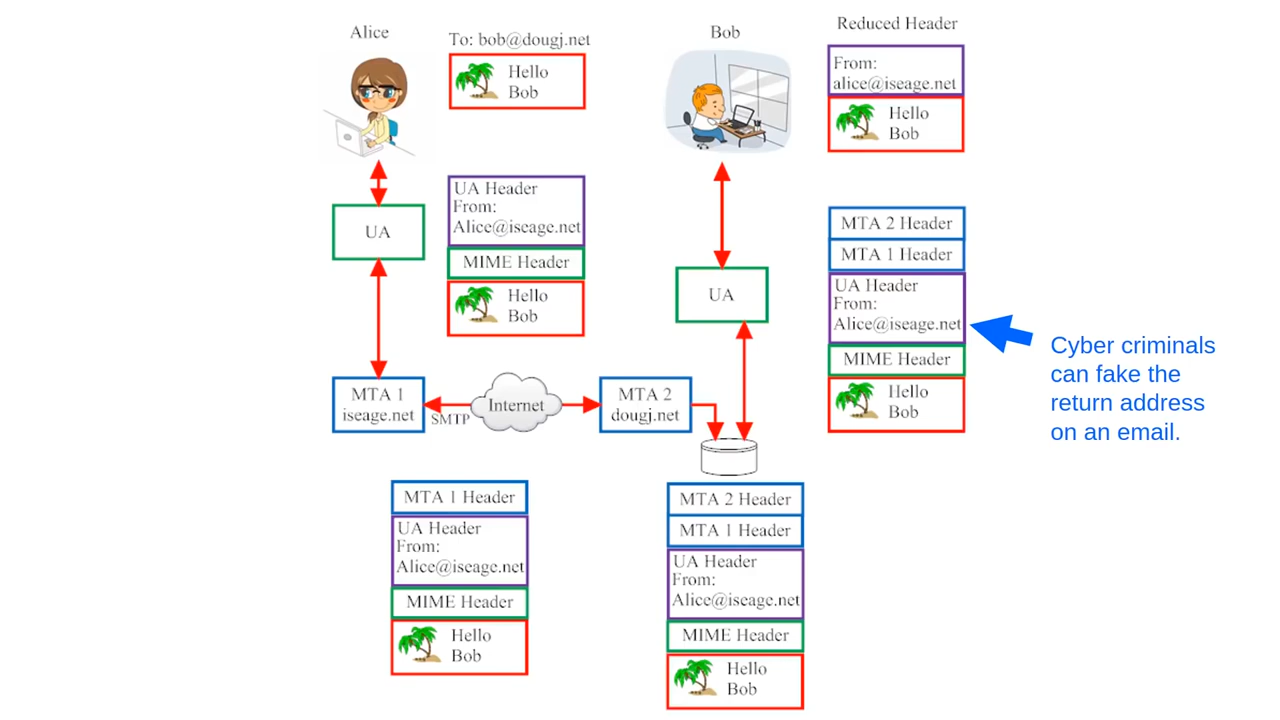 Alice
To: bob@dougj.net
Hello
Bob
Bob
Reduced Header
From:
alice@iseage.net
Hello
Bob
UA
UA Header
From:
Alice@iseage.net
MIME Header
Hello
Bob
UA
MTA 2 Header
MTA 1 Header
UA Header
From:
Alice@iseage.net
MIME Header
Hello
Bob
Cyber criminals
can fake the
return address
on an email.
MTA 1
iseage.net
SMTP
Internet
MTA 2
dougj.net
MTA 1 Header
UA Header
From:
Alice@iseage.net
MIME Header
Hello
Bob
MTA 2 Header
MTA 1 Header
UA Header
From:
Alice@iseage.net
MIME Header
Hello
Bob